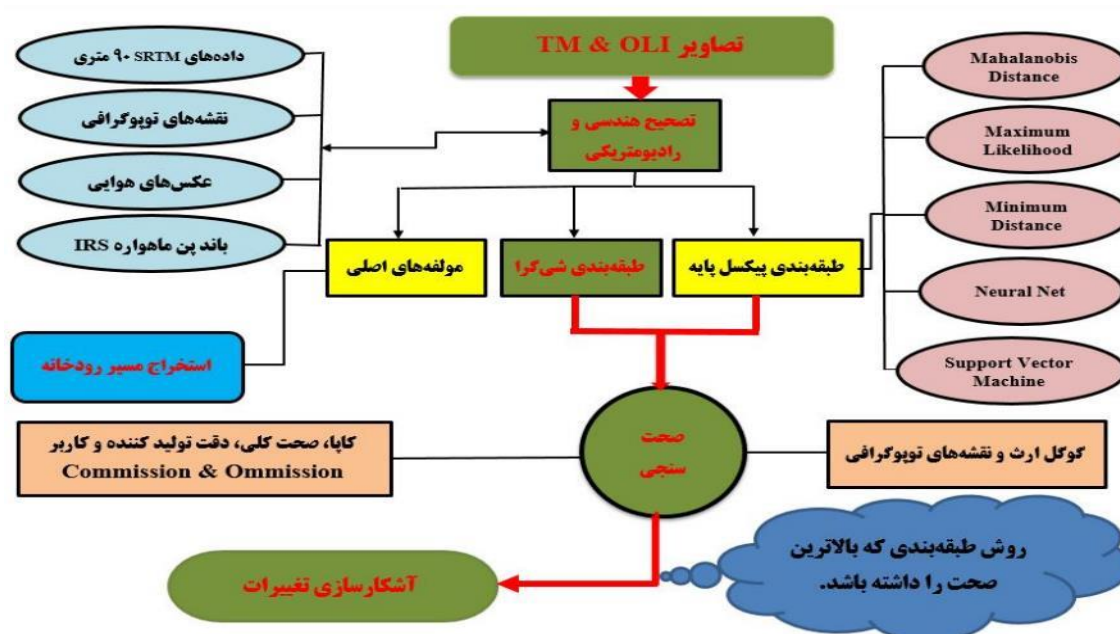 تصاویر TM & OLI
داده‌های SRTM ۹۰ متری
نقشه‌های توپوگرافی
عکس‌های هوایی
باند پن ماهواره IRS
تصحیح هندسی و
رادیومتریکی
Mahalanobis
Distance
Maximum
Likelihood
Minimum
Distance
Neural Net
Support Vector
Machine
طبقه‌بندی پیکسل پایه
طبقه‌بندی شی‌گرا
مولفه‌های اصلی
استخراج مسیر رودخانه
صحت
سنجی
گوگل ارث و نقشه‌های توپوگرافی
کاپا، صحت کلی، دقت تولید کننده و کاربر
Commission & Ommission
روش طبقه‌بندی که بالاترین
صحت را داشته باشد.
آشکارسازی تغییرات